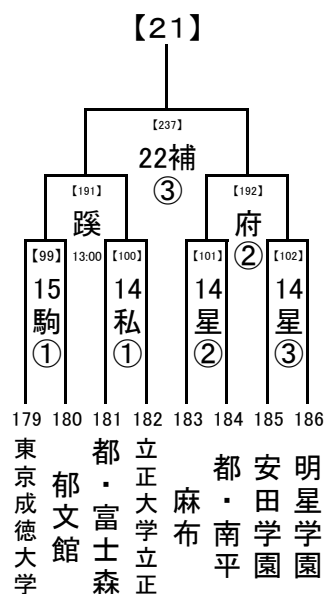 【21】
[237]
22補
③
[191]
[192]
蹊
府
②
[99]
13:00
[100]
[101]
[102]
15
駒
①
14
私
①
14
星
②
14
星
③
179
180
181
182
183
184
185
186
東京成徳大学
郁文館
都・富士森
立正大学立正
麻布
都・南平
安田学園
明星学園